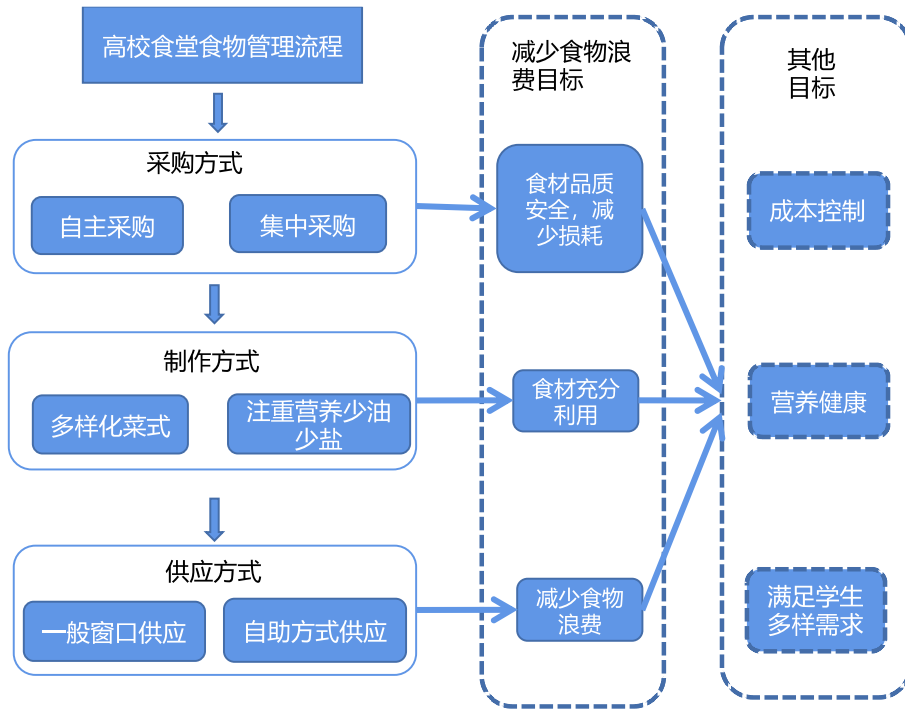 高校食堂食物管理流程
减少食物浪
费目标
其他
目标
采购方式
自主采购
集中采购
食材品质
安全，减
少损耗
成本控制
制作方式
多样化菜式
注重营养少油
少盐
食材充分
利用
营养健康
供应方式
一般窗口供应
自助方式供应
减少食物
浪费
满足学生
多样需求